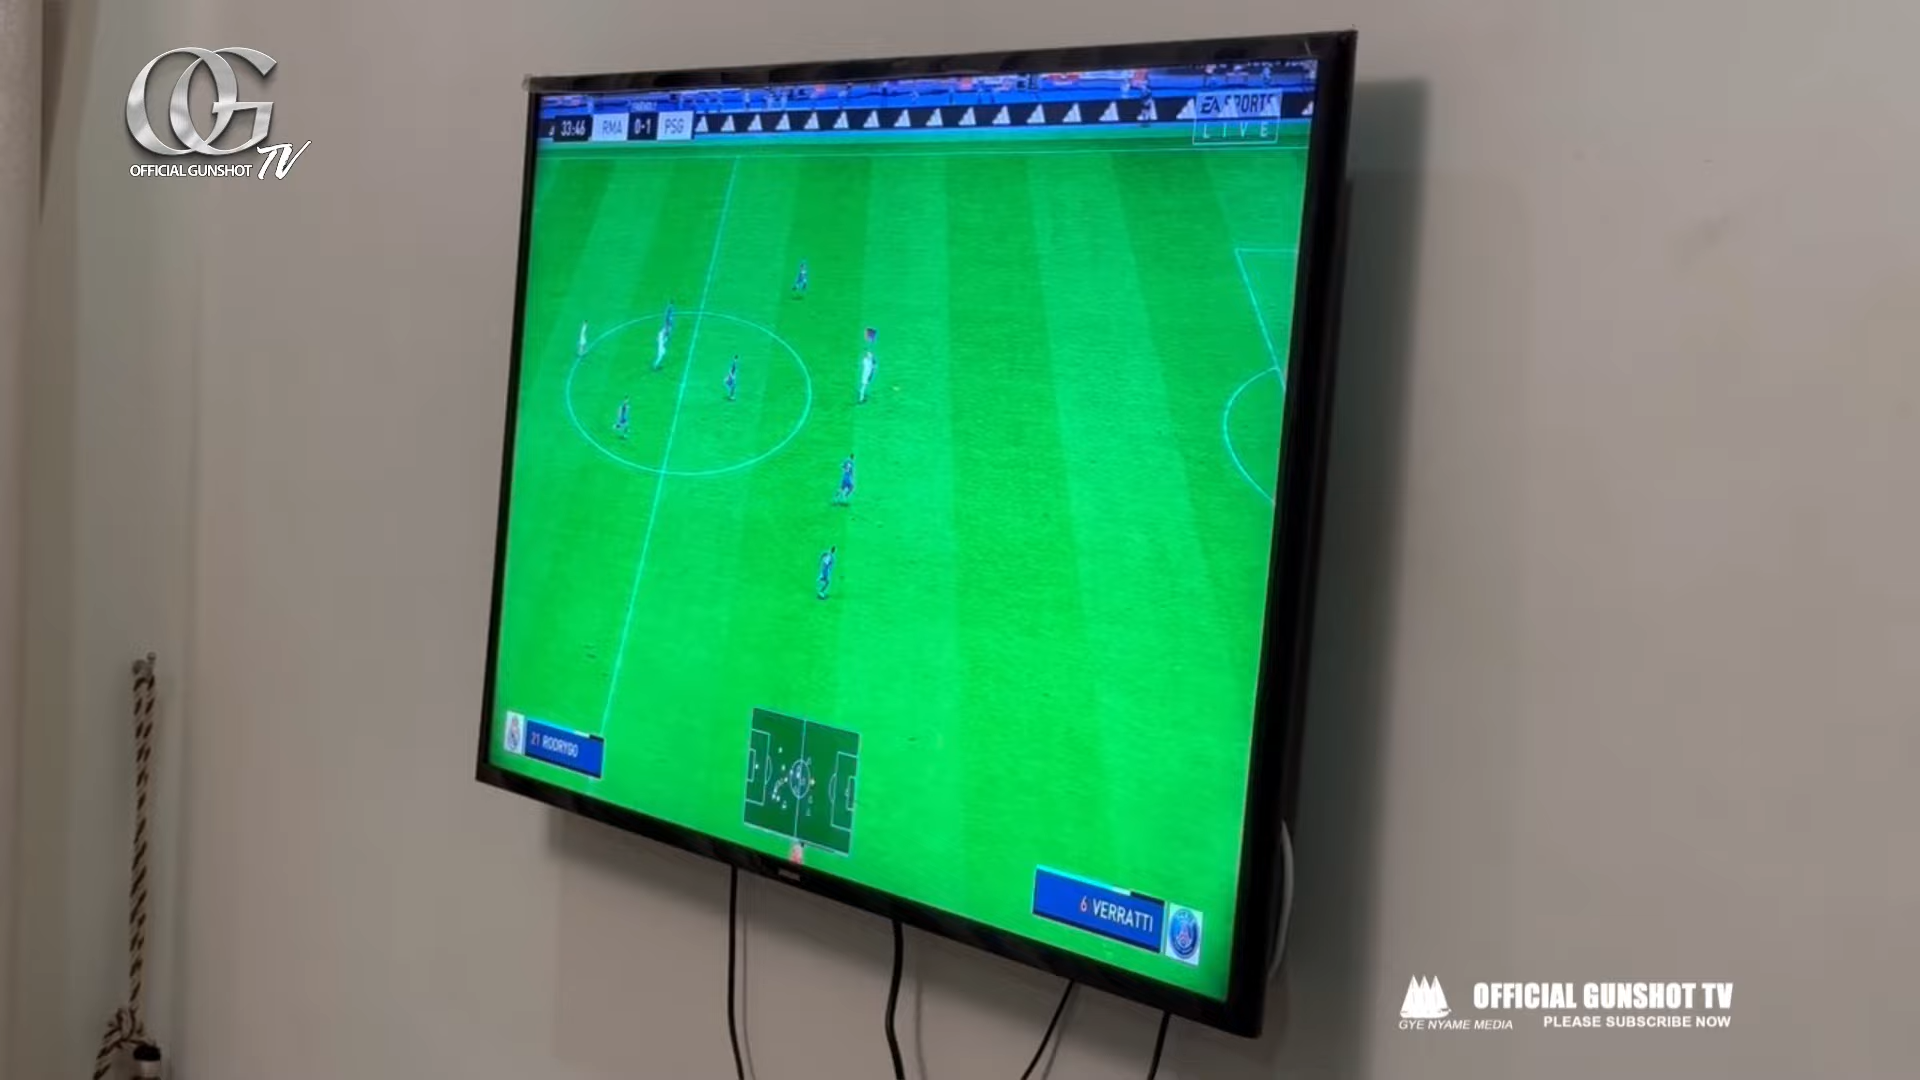 OG
OFFICIAL GUNSHOT TV
33:46 RMA 0-1 PSG
EA SPORTS
LIVE
21 RODRYGO
6 VERRATTI
OFFICIAL GUNSHOT TV
GYE NYAME MEDIA
PLEASE SUBSCRIBE NOW